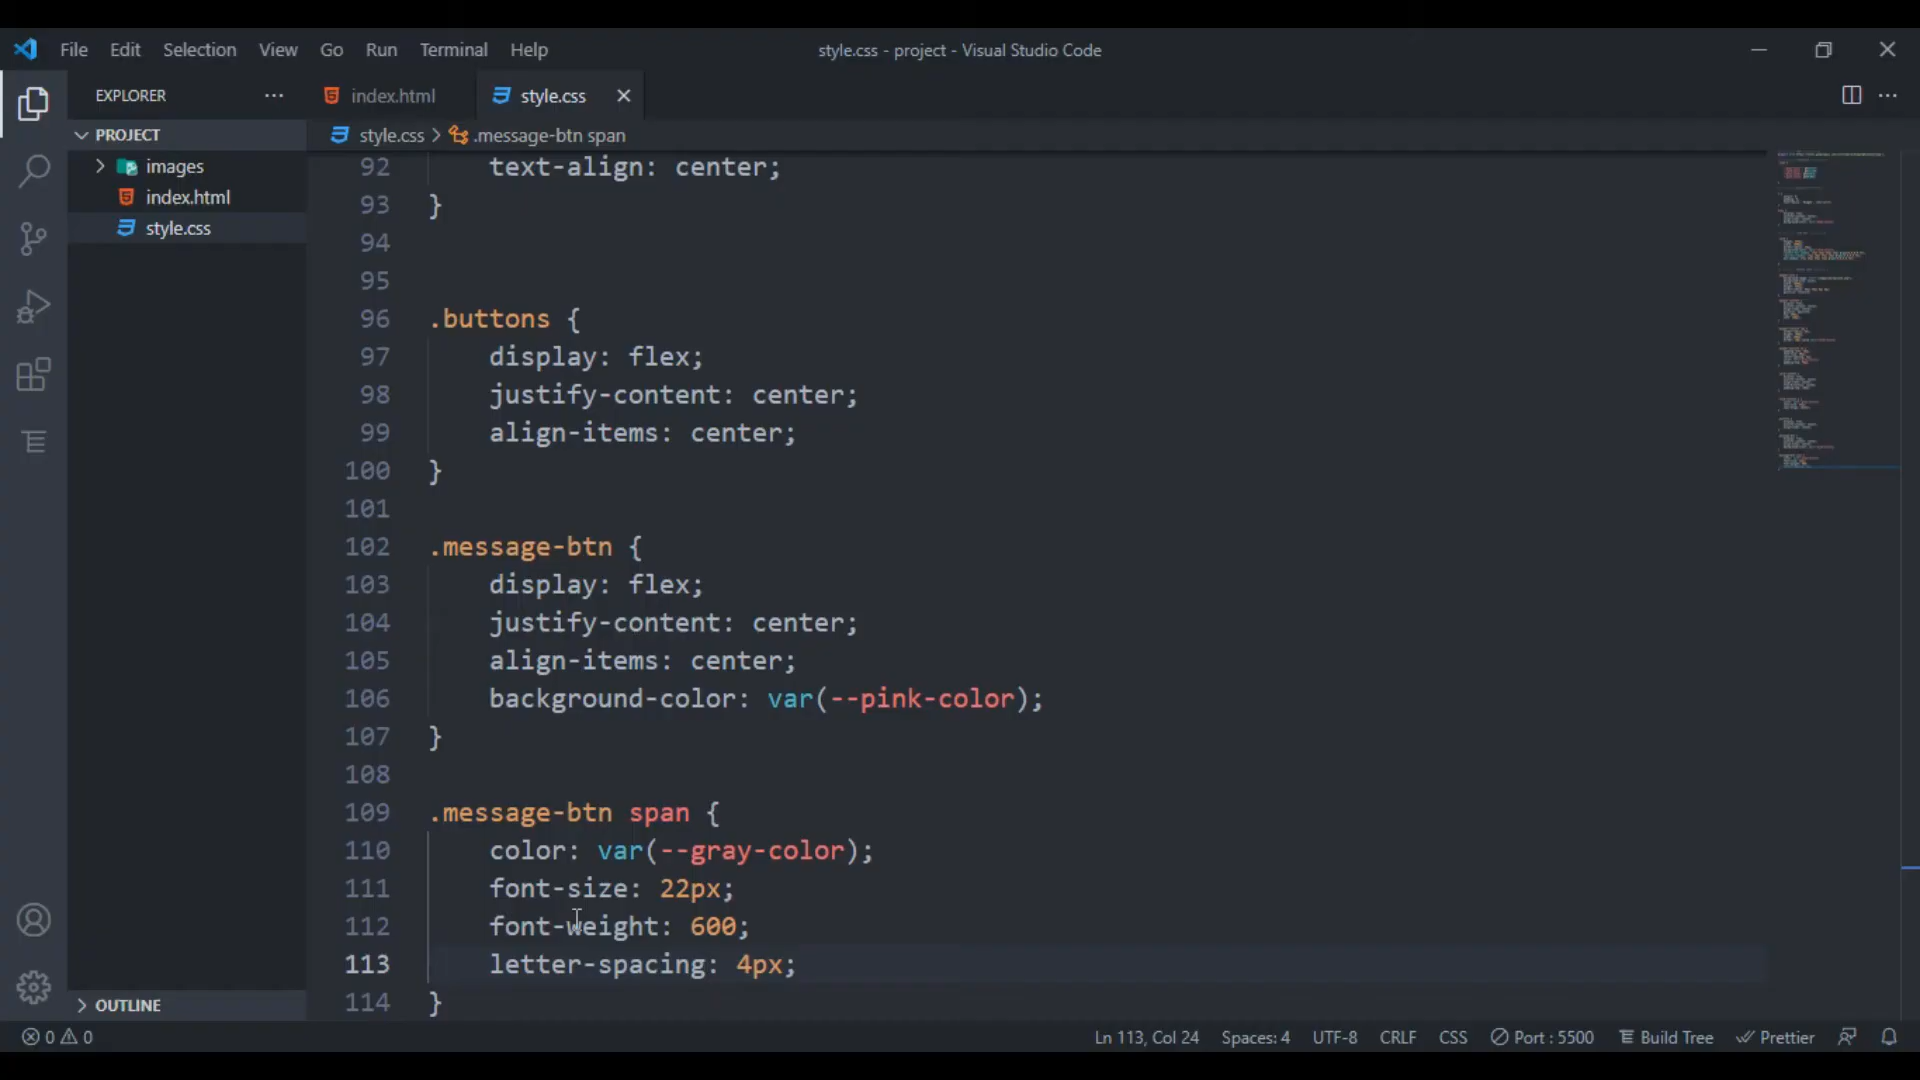 File Edit Selection View Go Run Terminal Help style.css - project - Visual Studio Code
EXPLORER ··· index.html style.css
PROJECT
style.css > .message-btn span
images
index.html
style.css
92 text-align: center;
93 }
94
95
96 .buttons {
97 display: flex;
98 justify-content: center;
99 align-items: center;
100 }
101
102 .message-btn {
103 display: flex;
104 justify-content: center;
105 align-items: center;
106 background-color: var(--pink-color);
107 }
108
109 .message-btn span {
110 color: var(--gray-color);
111 font-size: 22px;
112 font-weight: 600;
113 letter-spacing: 4px;
114 }
OUTLINE
0 0 Ln 113, Col 24 Spaces: 4 UTF-8 CRLF CSS Port : 5500 Build Tree Prettier